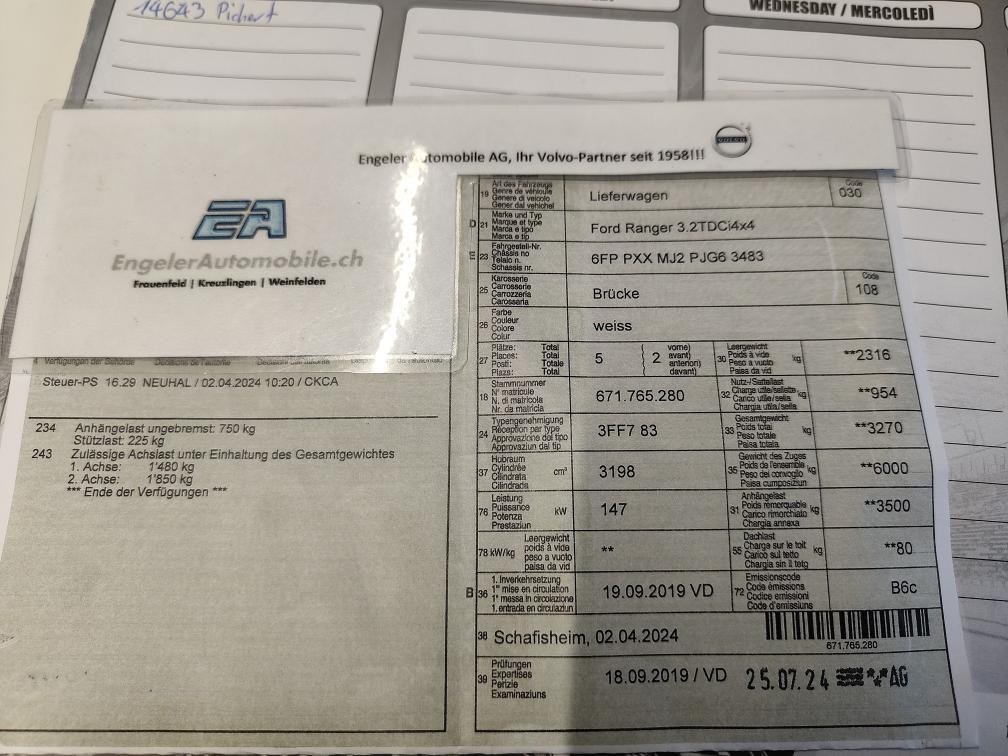 14643 Pichert
WEDNESDAY / MERCOLEDÌ
Engeler Automobile AG, Ihr Volvo-Partner seit 1958!!!
VOLVO
EA
EngelerAutomobile.ch
Frauenfeld | Kreuzlingen | Weinfelden
Steuer-PS 16.29 NEUHAL / 02.04.2024 10:20 / CKCA
234 Anhängelast ungebremst: 750 kg
Stützlast: 225 kg
243 Zulässige Achslast unter Einhaltung des Gesamtgewichtes
1. Achse: 1'480 kg
2. Achse: 1'850 kg
*** Ende der Verfügungen ***
19 Art des Fahrzeugs
Genre de véhicule
Genere di veicolo
Gener dal vehichel
Lieferwagen
Code
030
D 21 Marke und Typ
Marque et type
Marca e tipo
Marca e tip
Ford Ranger 3.2TDCi4x4
E 23 Fahrgestell-Nr.
Châssis no
Telaio n.
Schassis nr.
6FP PXX MJ2 PJG6 3483
25 Karosserie
Carrosserie
Carrozzeria
Carossaria
Brücke
Code
108
26 Farbe
Couleur
Colore
Colur
weiss
27 Plätze: Total
Places: Total
Posti: Totale
Plazs: Total
5 ( 2 vorne)
avant)
anteriori)
davant)
30 Leergewicht
Poids à vide
Peso a vuoto
Paisa da vid
kg **2316
18 Stammnummer
N° matricule
N. di matricola
Nr. da matricla
671.765.280
32 Nutz-/Sattellast
Charge utile/sellette
Carico utile/sella
Chargia utila/sella
kg **954
24 Typengenehmigung
Réception par type
Approvazione del tipo
Approvaziun dal tip
3FF7 83
33 Gesamtgewicht
Poids total
Peso totale
Paisa totala
kg **3270
37 Hubraum
Cylindrée
Cilindrata
Cilindrada
cm³ 3198
35 Gewicht des Zuges
Poids de l'ensemble
Peso del convoglio
Paisa cumposiziun
kg **6000
76 Leistung
Puissance
Potenza
Prestaziun
kW 147
31 Anhängelast
Poids remorquable
Carico rimorchiato
Chargia annexa
kg **3500
78 kW/kg Leergewicht
poids à vide
peso a vuoto
paisa da vid
**
55 Dachlast
Charge sur le toit
Carico sul tetto
Chargia sin il tetg
kg **80
B 36 1. Inverkehrsetzung
1re mise en circulation
1a messa in circolazione
1. entrada en circulaziun
19.09.2019 VD
72 Emissionscode
Code émissions
Codice emissioni
Code d'emissiuns
B6c
38 Schafisheim, 02.04.2024
671.765.280
39 Prüfungen
Expertises
Perizie
Examinaziuns
18.09.2019 / VD 25.07.24 AG